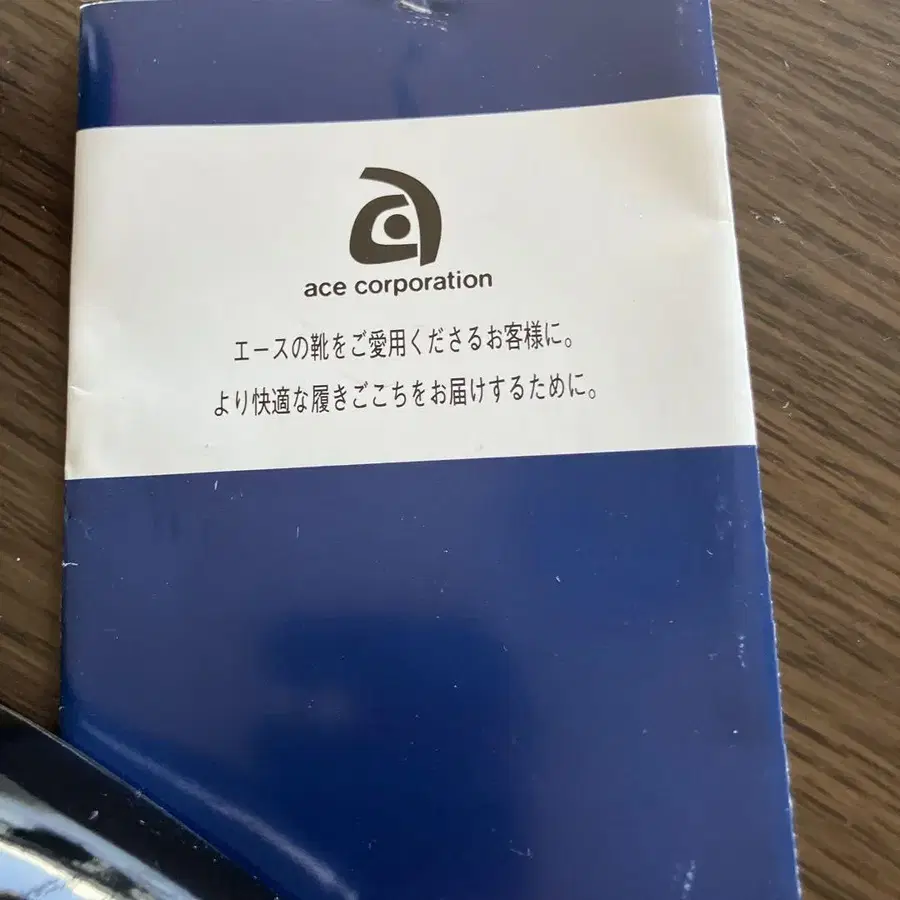 ace corporation
エースの靴をご愛用くださるお客様に。
より快適な履きごこちをお届けするために。